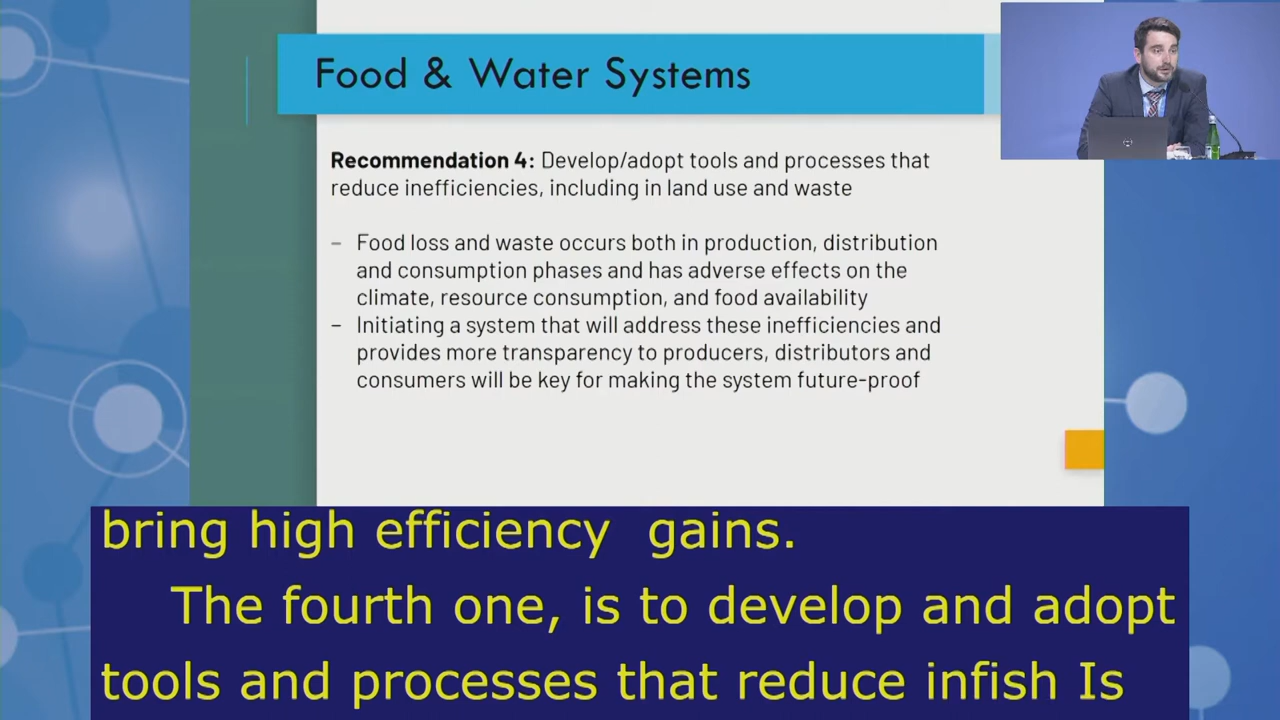 Food & Water Systems
Recommendation 4: Develop/adopt tools and processes that
reduce inefficiencies, including in land use and waste
– Food loss and waste occurs both in production, distribution
and consumption phases and has adverse effects on the
climate, resource consumption, and food availability
– Initiating a system that will address these inefficiencies and
provides more transparency to producers, distributors and
consumers will be key for making the system future-proof
bring high efficiency  gains.
The fourth one, is to develop and adopt
tools and processes that reduce infish Is